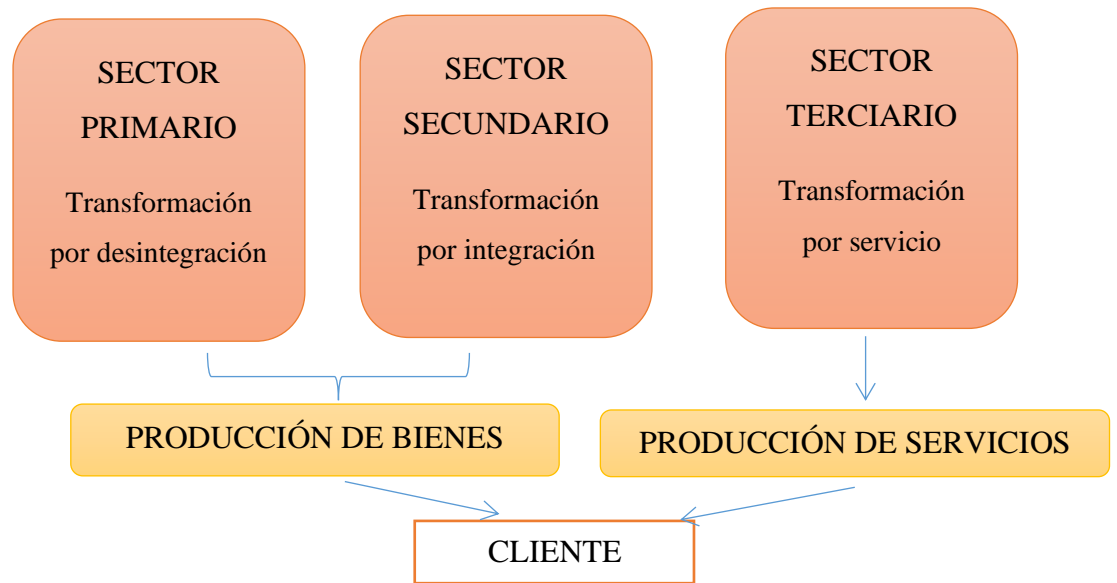 SECTOR
PRIMARIO
Transformación
por desintegración
SECTOR
SECUNDARIO
Transformación
por integración
SECTOR
TERCIARIO
Transformación
por servicio
PRODUCCIÓN DE BIENES
PRODUCCIÓN DE SERVICIOS
CLIENTE